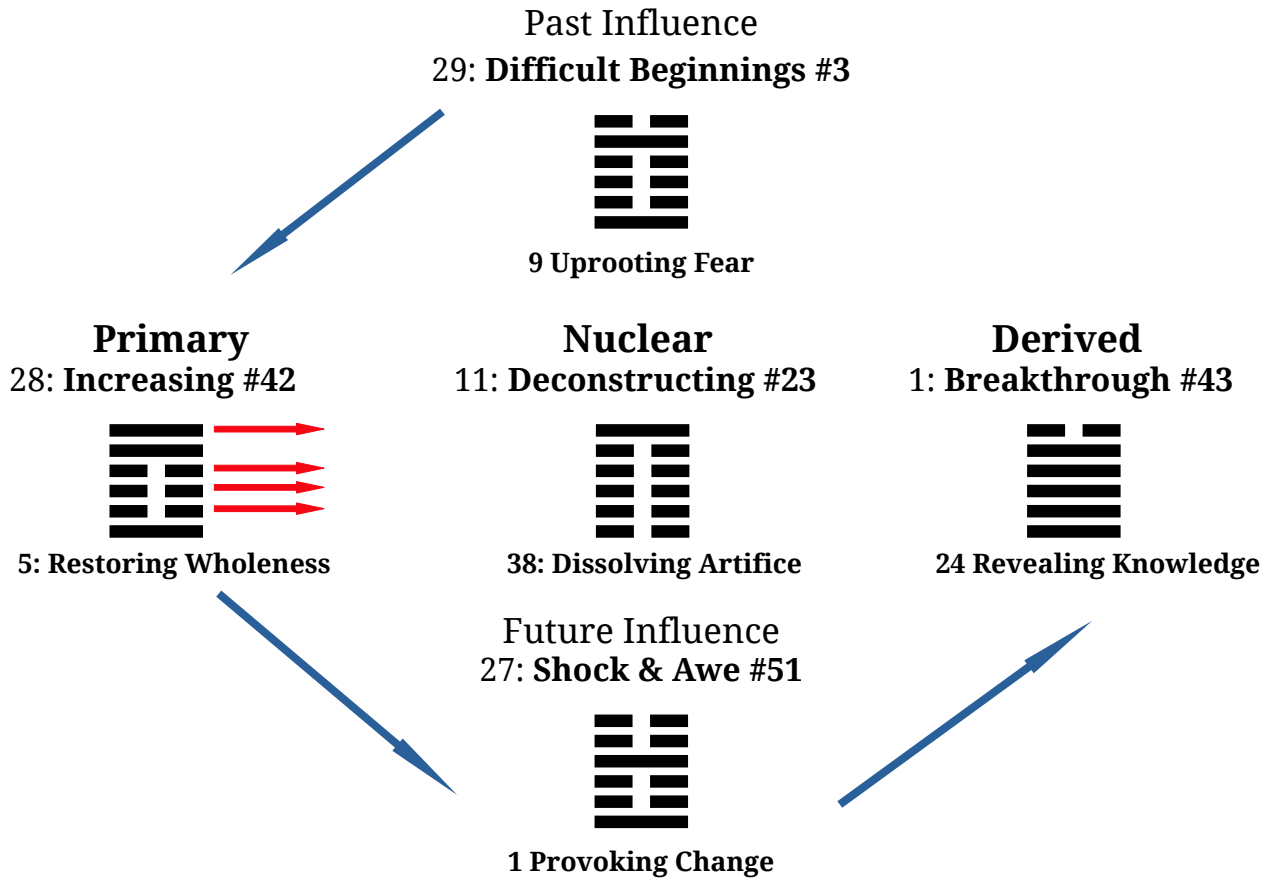 Past Influence
29: Difficult Beginnings #3
9 Uprooting Fear
Primary
28: Increasing #42
5: Restoring Wholeness
Nuclear
11: Deconstructing #23
38: Dissolving Artifice
Derived
1: Breakthrough #43
24 Revealing Knowledge
Future Influence
27: Shock & Awe #51
1 Provoking Change